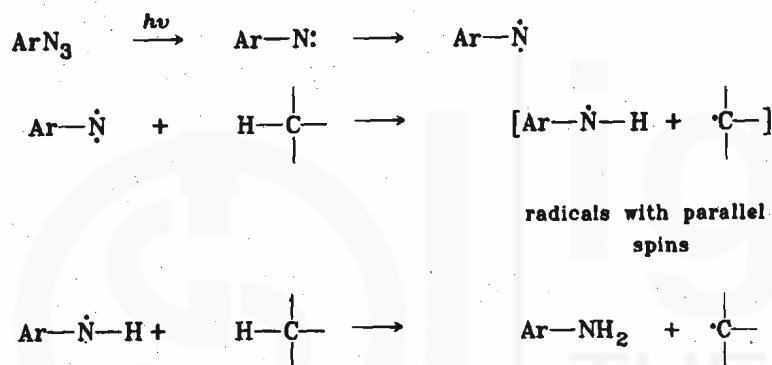 ArN₃ hν ⟶ Ar—N: ⟶ Ar—Ṇ̇
Ar—Ṇ̇ + H—C— ⟶ [Ar—Ṅ—H + ·C—]
radicals with parallel
spins
Ar—Ṅ—H + H—C— ⟶ Ar—NH₂ + ·C—